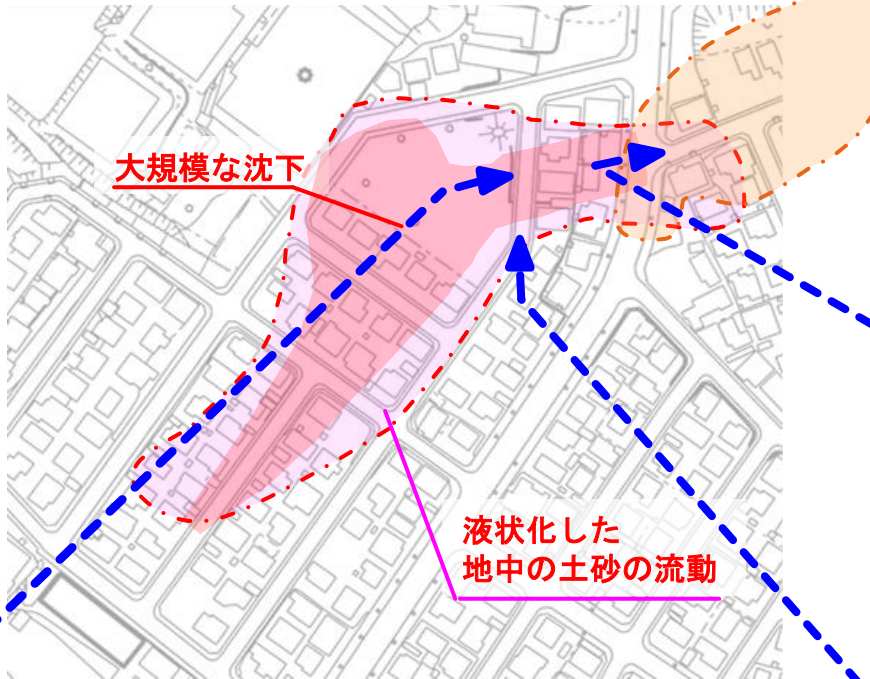 大規模な沈下
液状化した
地中の土砂の流動